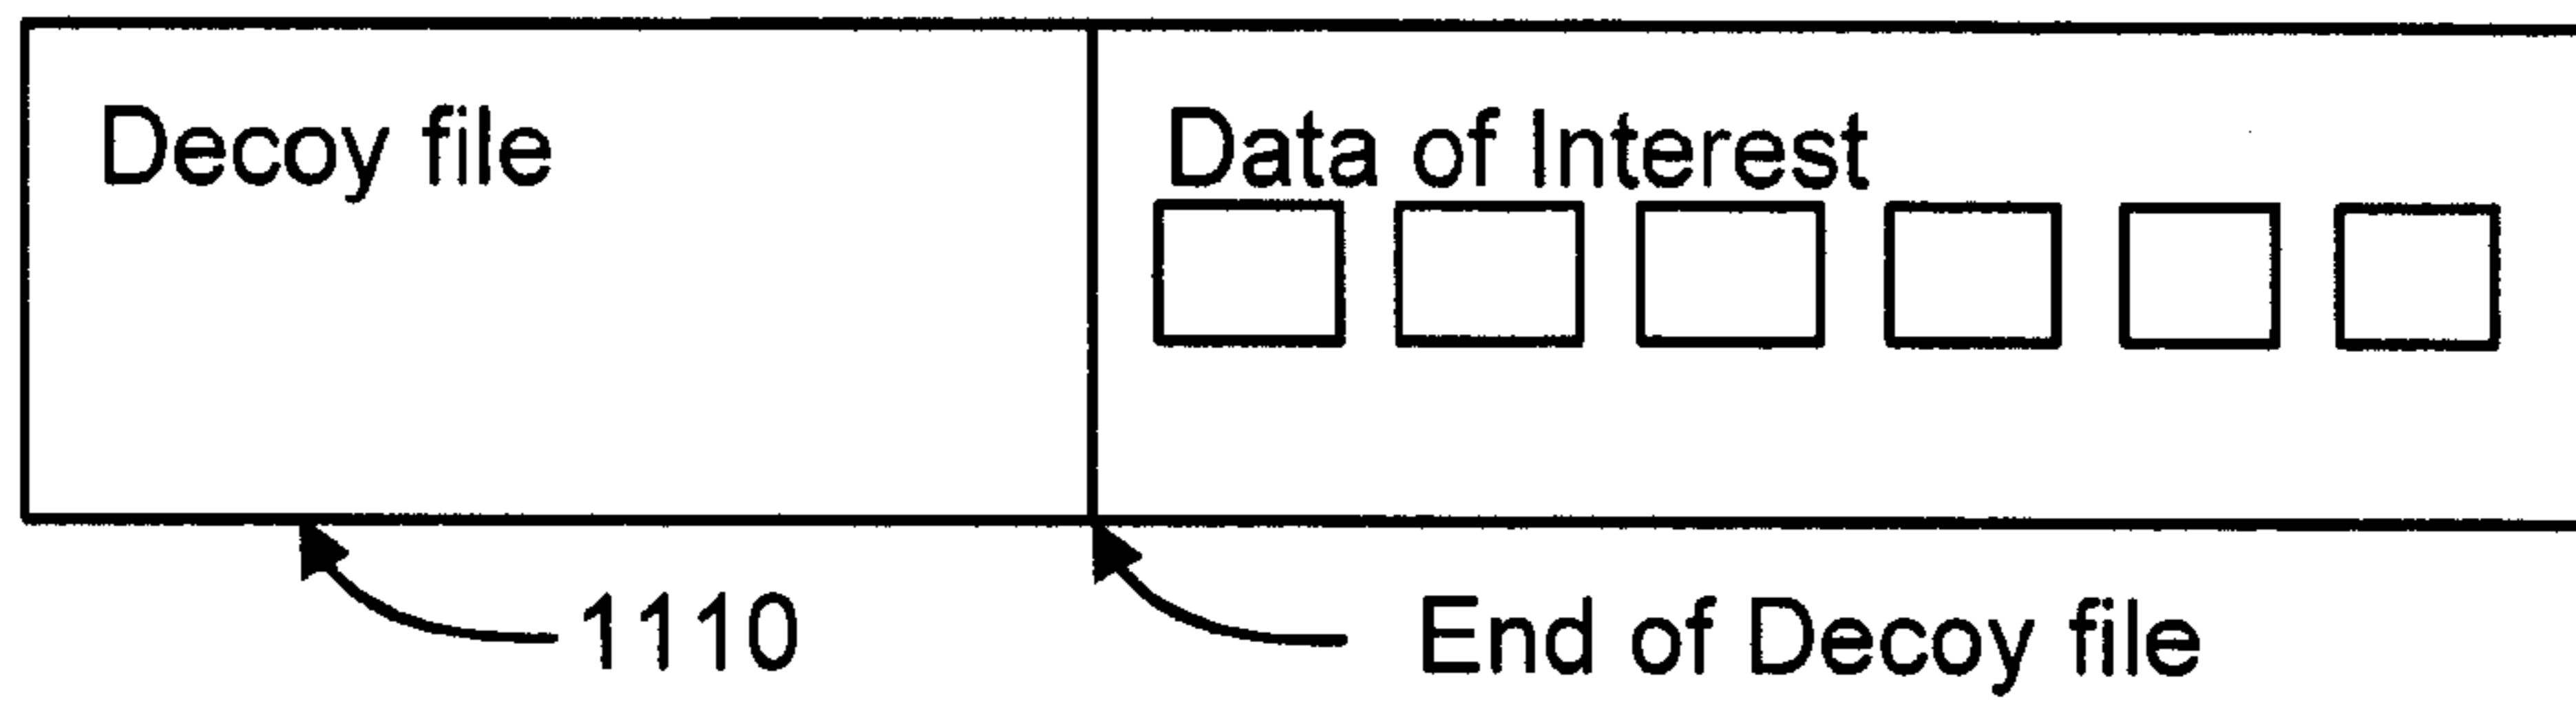 Decoy file
Data of Interest
1110
End of Decoy file